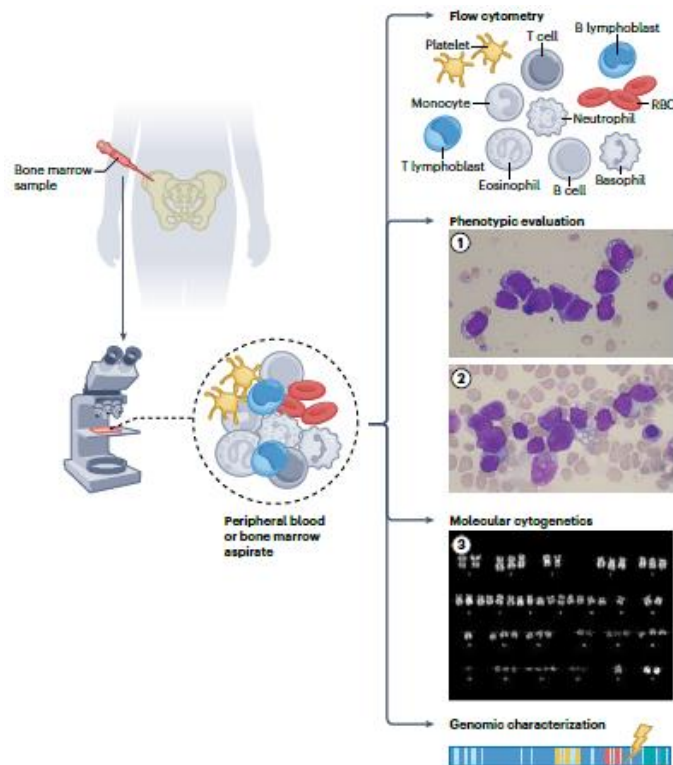 Flow cytometry
Platelet
T cell
B lymphoblast
Monocyte
Neutrophil
RBC
T lymphoblast
Eosinophil
B cell
Basophil
Bone marrow
sample
Phenotypic evaluation
1
2
Peripheral blood
or bone marrow
aspirate
Molecular cytogenetics
3
Genomic characterization